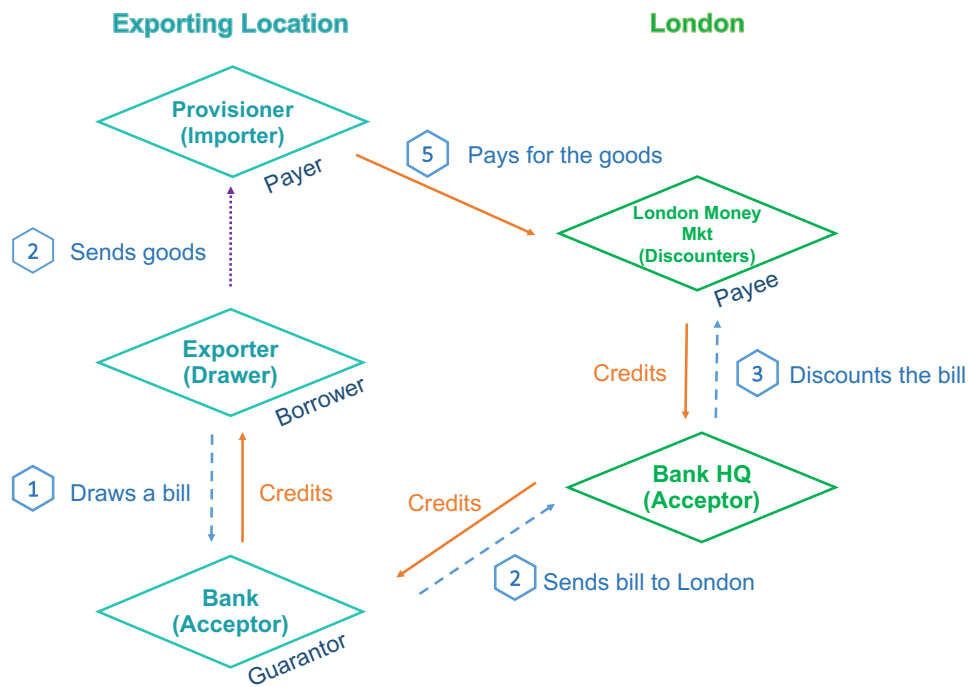 Exporting Location
London
Provisioner
(Importer)
Payer
5
Pays for the goods
London Money
Mkt
(Discounters)
Payee
2
Sends goods
Exporter
(Drawer)
Borrower
Credits
3
Discounts the bill
1
Draws a bill
Credits
Credits
Bank HQ
(Acceptor)
2
Sends bill to London
Bank
(Acceptor)
Guarantor